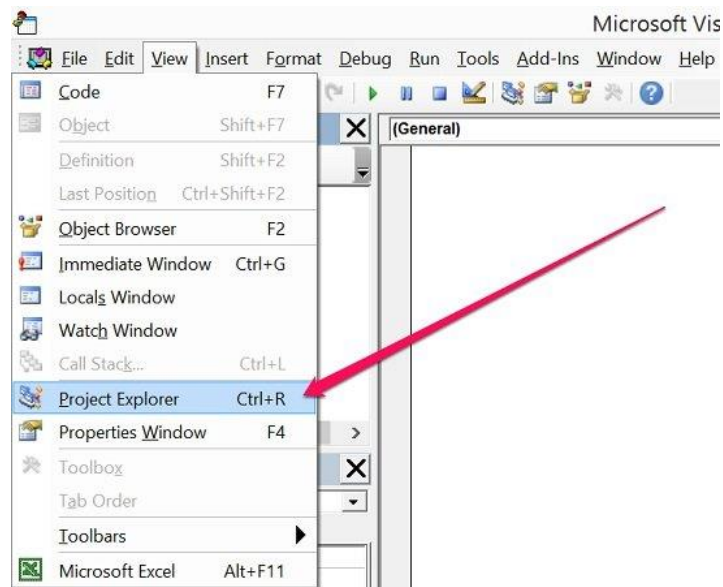 Microsoft Vis
File Edit View Insert Format Debug Run Tools Add-Ins Window Help
Code F7
Object Shift+F7
(General)
Definition Shift+F2
Last Position Ctrl+Shift+F2
Object Browser F2
Immediate Window Ctrl+G
Locals Window
Watch Window
Call Stack... Ctrl+L
Project Explorer Ctrl+R
Properties Window F4
Toolbox
Tab Order
Toolbars
Microsoft Excel Alt+F11